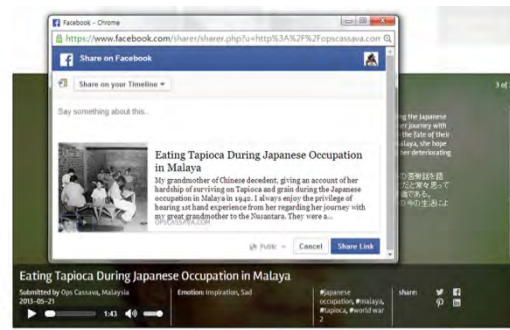 Facebook - Chrome
https://www.facebook.com/sharer/sharer.php?u=http%3A%2F%2Fopscassava.com
Share on Facebook
Share on your Timeline
3 of
Say something about this..
ng the Japanese
er journey with
the fate of their
alaya, she hope
her deteriorating
Eating Tapioca During Japanese Occupation
in Malaya
My grandmother of Chinese decedent, giving an account of her
hardship of surviving on Tapioca and grain during the Japanese
occupation in Malaya in 1942. I always enjoy the privilege of
hearing 1st hand experience from her regarding her journey with
my great grandmother to the Nusantara. They were a...
OPSCASSAVA.COM
Public
Cancel
Share Link
Eating Tapioca During Japanese Occupation in Malaya
Submitted by Ops Cassava, Malaysia
2013-05-21
Emotion: Inspiration, Sad
#japanese
occupation, #malaya,
#tapioca, #world war
2
share:
1:43